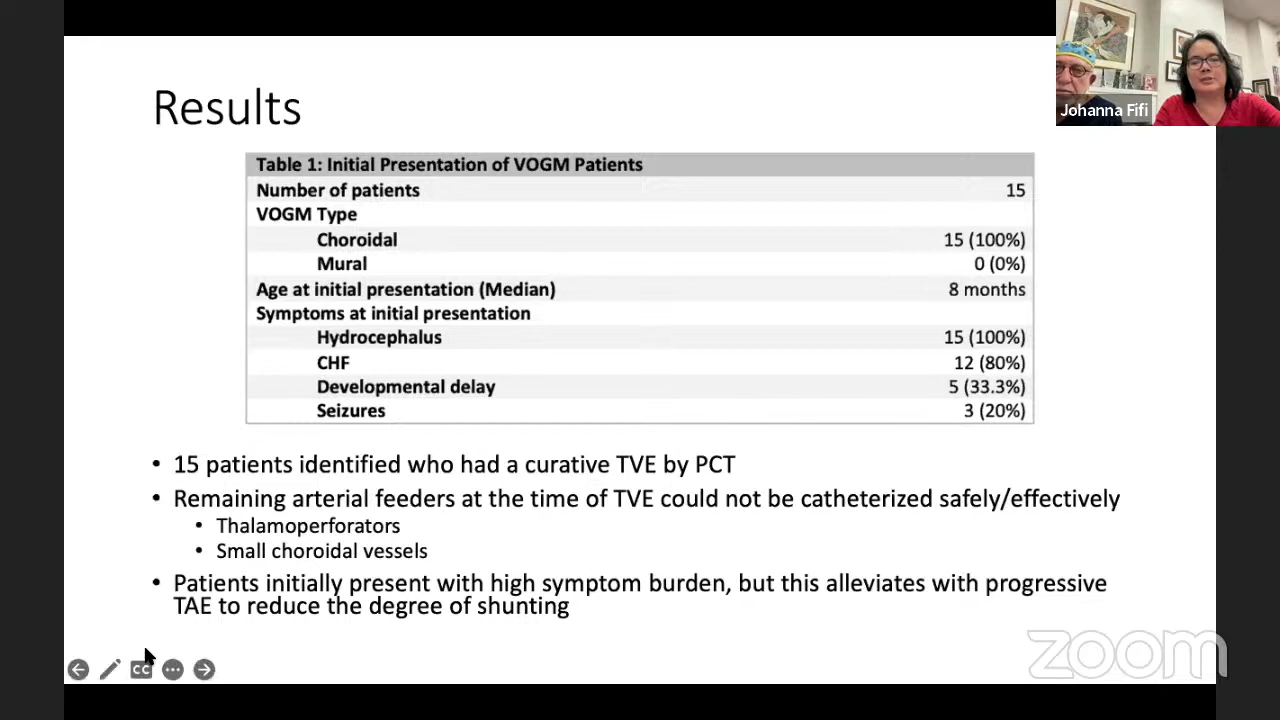 Johanna Fifi
Results
Table 1: Initial Presentation of VOGM Patients
Number of patients 15
VOGM Type
Choroidal 15 (100%)
Mural 0 (0%)
Age at initial presentation (Median) 8 months
Symptoms at initial presentation
Hydrocephalus 15 (100%)
CHF 12 (80%)
Developmental delay 5 (33.3%)
Seizures 3 (20%)
• 15 patients identified who had a curative TVE by PCT
• Remaining arterial feeders at the time of TVE could not be catheterized safely/effectively
• Thalamoperforators
• Small choroidal vessels
• Patients initially present with high symptom burden, but this alleviates with progressive
TAE to reduce the degree of shunting
CC
zoom